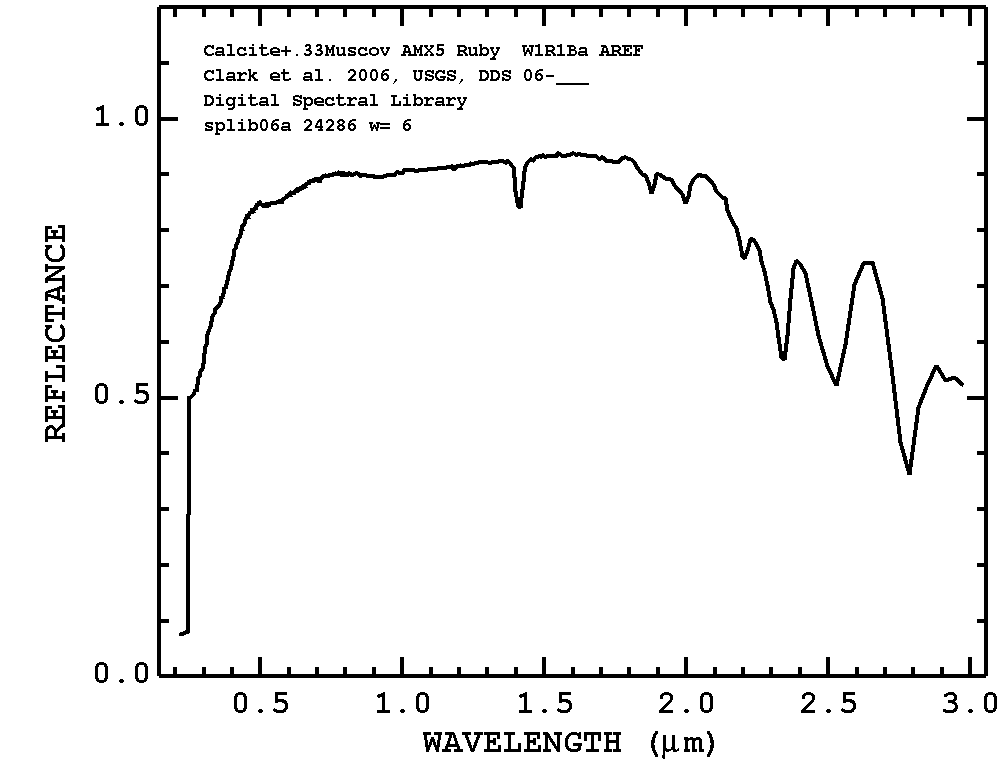 Calcite+.33Muscov AMX5 Ruby  W1R1Ba AREF
Clark et al. 2006, USGS, DDS 06-___
Digital Spectral Library
splib06a 24286 w= 6
1.0
0.5
0.0
REFLECTANCE
0.5 1.0 1.5 2.0 2.5 3.0
WAVELENGTH (μm)